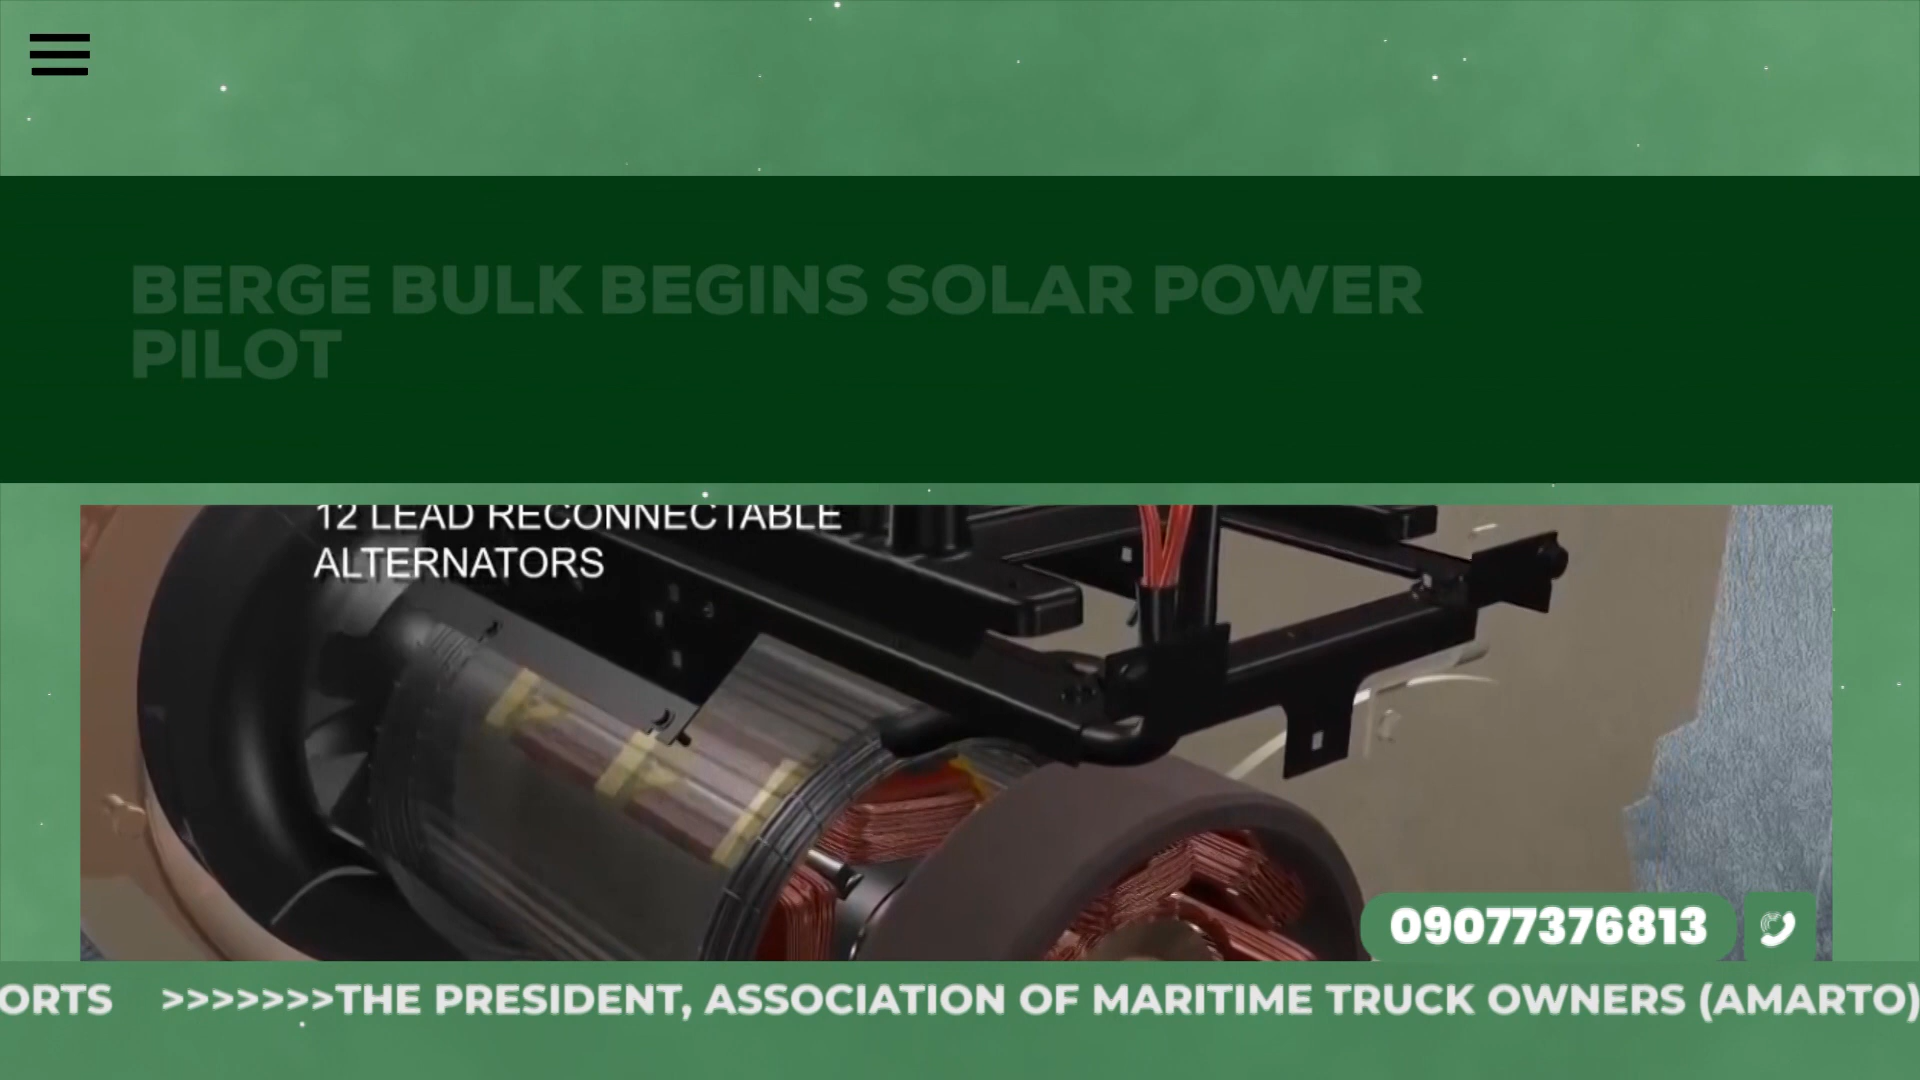 BERGE BULK BEGINS SOLAR POWER
PILOT
12 LEAD RECONNECTABLE
ALTERNATORS
09077376813
ORTS >>>>>>>THE PRESIDENT, ASSOCIATION OF MARITIME TRUCK OWNERS (AMARTO)